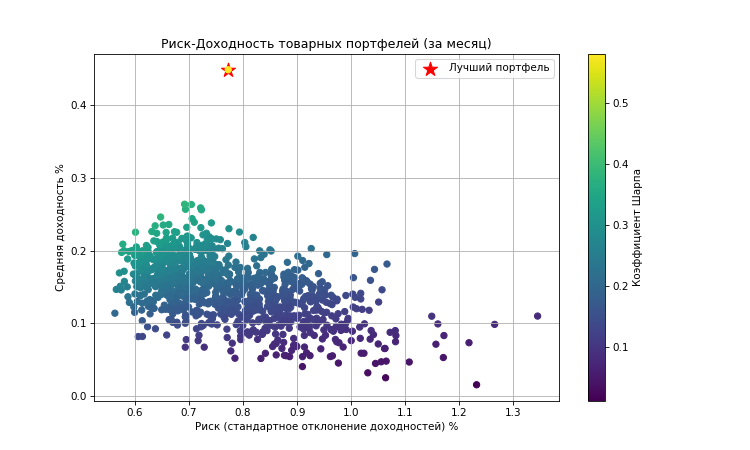 Риск-Доходность товарных портфелей (за месяц)
Лучший портфель
Средняя доходность %
0.4
0.3
0.2
0.1
0.0
0.6 0.7 0.8 0.9 1.0 1.1 1.2 1.3
Риск (стандартное отклонение доходностей) %
0.5
0.4
0.3
0.2
0.1
Коэффициент Шарпа